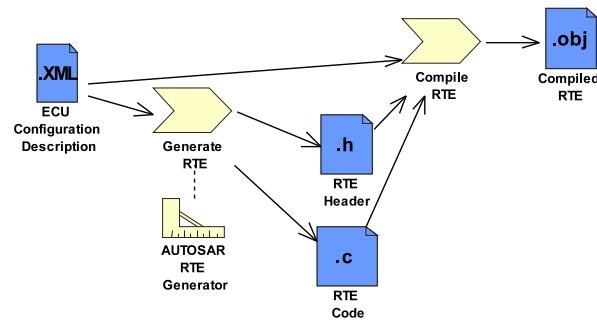 .XML
ECU
Configuration
Description
Generate
RTE
AUTOSAR
RTE
Generator
.h
RTE
Header
.c
RTE
Code
Compile
RTE
.obj
Compiled
RTE